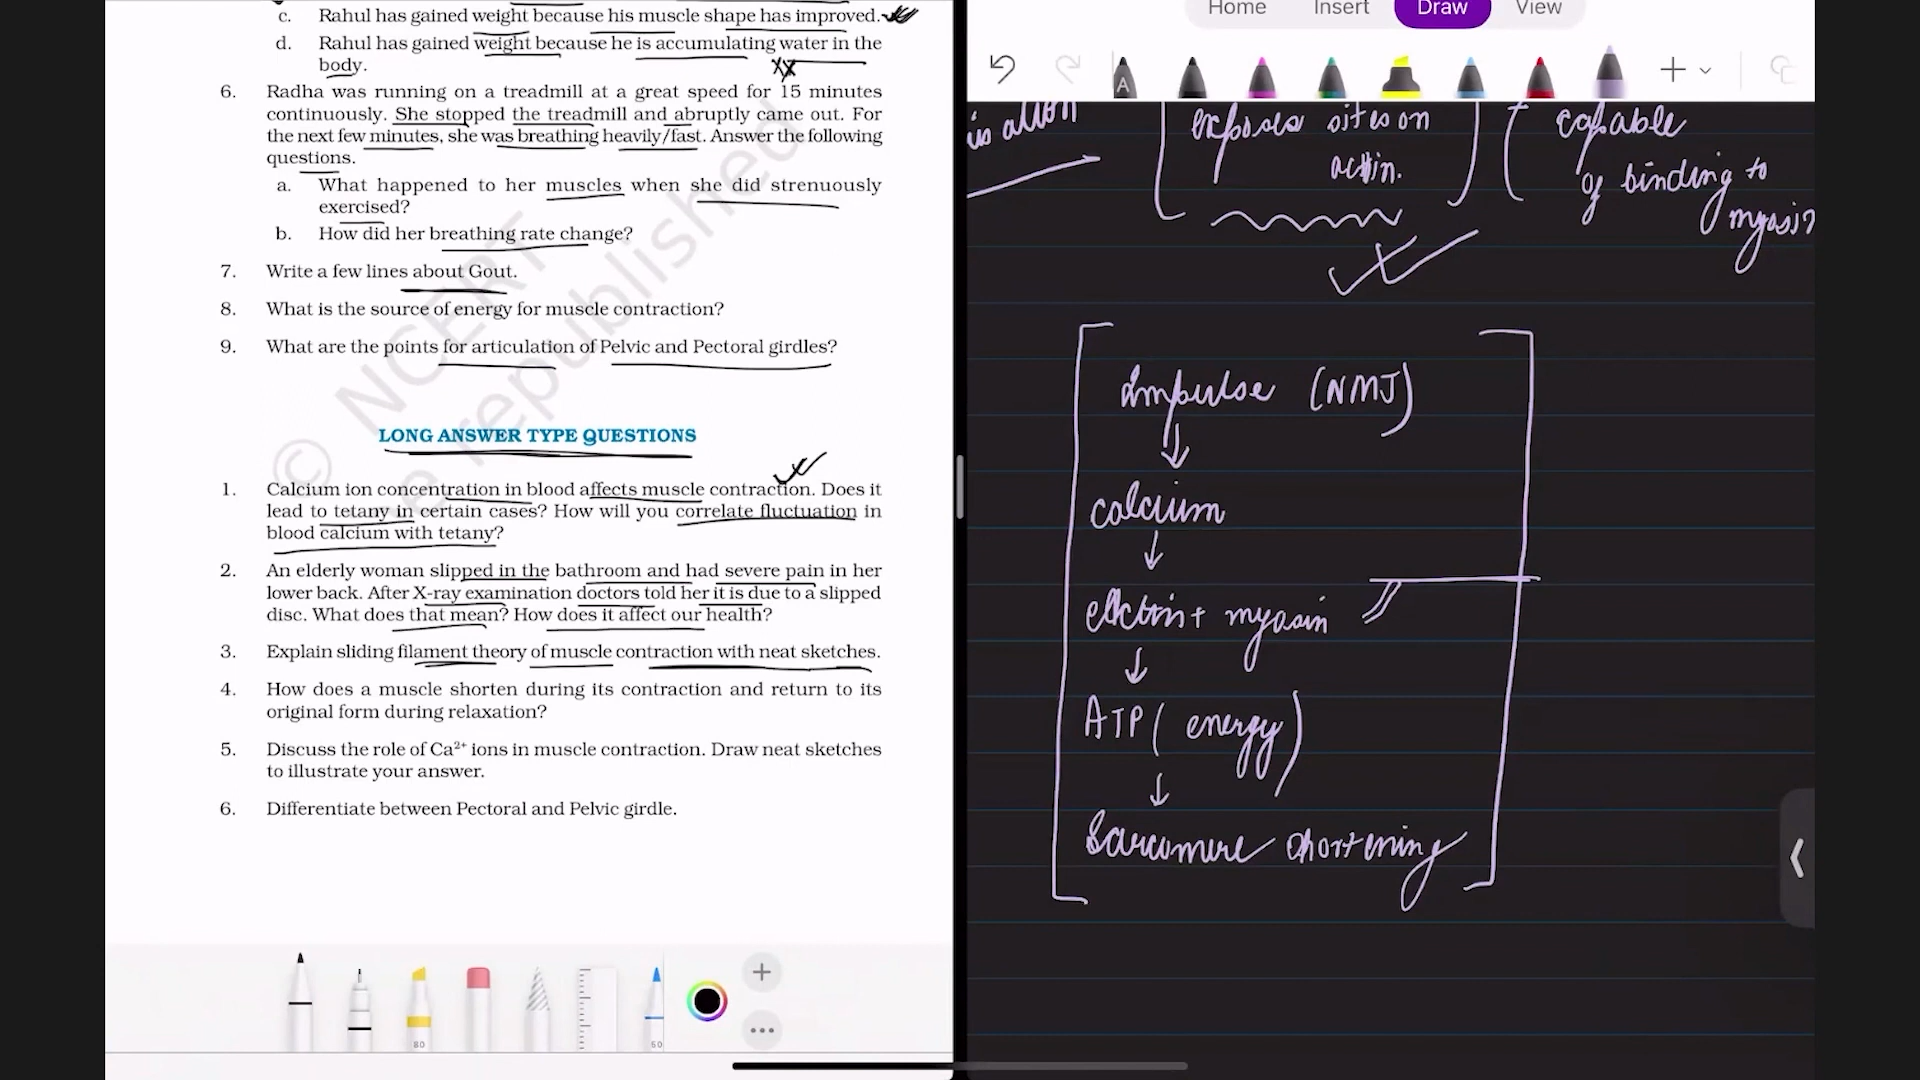 c. Rahul has gained weight because his muscle shape has improved.
d. Rahul has gained weight because he is accumulating water in the
body.
6. Radha was running on a treadmill at a great speed for 15 minutes
continuously. She stopped the treadmill and abruptly came out. For
the next few minutes, she was breathing heavily/fast. Answer the following
questions.
a. What happened to her muscles when she did strenuously
exercised?
b. How did her breathing rate change?
7. Write a few lines about Gout.
8. What is the source of energy for muscle contraction?
9. What are the points for articulation of Pelvic and Pectoral girdles?
LONG ANSWER TYPE QUESTIONS
1. Calcium ion concentration in blood affects muscle contraction. Does it
lead to tetany in certain cases? How will you correlate fluctuation in
blood calcium with tetany?
2. An elderly woman slipped in the bathroom and had severe pain in her
lower back. After X-ray examination doctors told her it is due to a slipped
disc. What does that mean? How does it affect our health?
3. Explain sliding filament theory of muscle contraction with neat sketches.
4. How does a muscle shorten during its contraction and return to its
original form during relaxation?
5. Discuss the role of Ca²⁺ ions in muscle contraction. Draw neat sketches
to illustrate your answer.
6. Differentiate between Pectoral and Pelvic girdle.
© NCERT
be republished
80
50
Home Insert Draw View
A
exposes sites on
actin.
capable
of binding to
myosin
Impulse (NMJ)
↓
calcium
↓
myosin
↓
ATP (energy)
↓
Sarcomere shortening